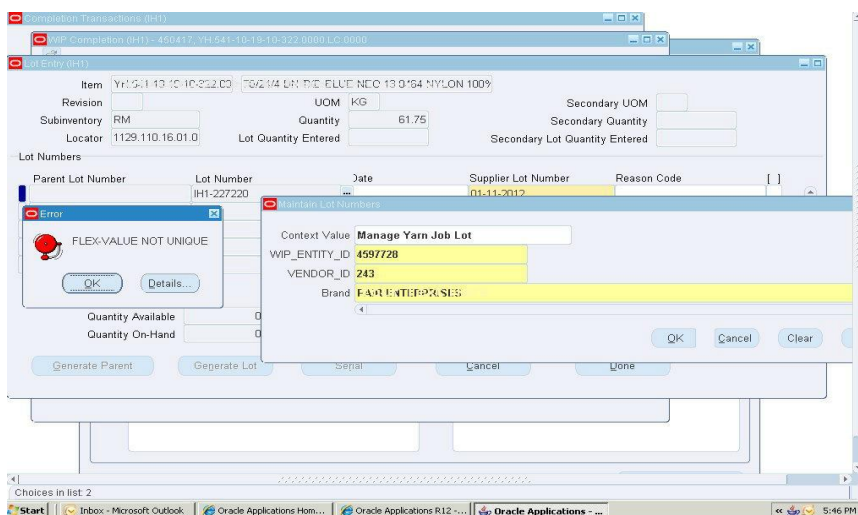 Completion Transactions (IH1)
WIP Completion (IH1) - 450417, YH.541-10-19-10-322.0000.LC.0000
Lot Entry (IH1)
Item
NYLON 100%
Revision UOM KG Secondary UOM
Subinventory RM Quantity 61.75 Secondary Quantity
Locator 1129.110.16.01.0 Lot Quantity Entered Secondary Lot Quantity Entered
Lot Numbers
Parent Lot Number Lot Number Date Supplier Lot Number Reason Code [ ]
IH1-227220 ... 01-11-2012
Error
FLEX-VALUE NOT UNIQUE
OK Details...
Maintain Lot Numbers
Context Value Manage Yarn Job Lot
WIP_ENTITY_ID 4597728
VENDOR_ID 243
Brand ENTERPRISES
OK Cancel Clear
Quantity Available 0
Quantity On-Hand 0
Generate Parent Generate Lot Serial Cancel Done
Choices in list: 2
Start Inbox - Microsoft Outlook Oracle Applications Hom... Oracle Applications R12 -... Oracle Applications - ... 5:46 PM